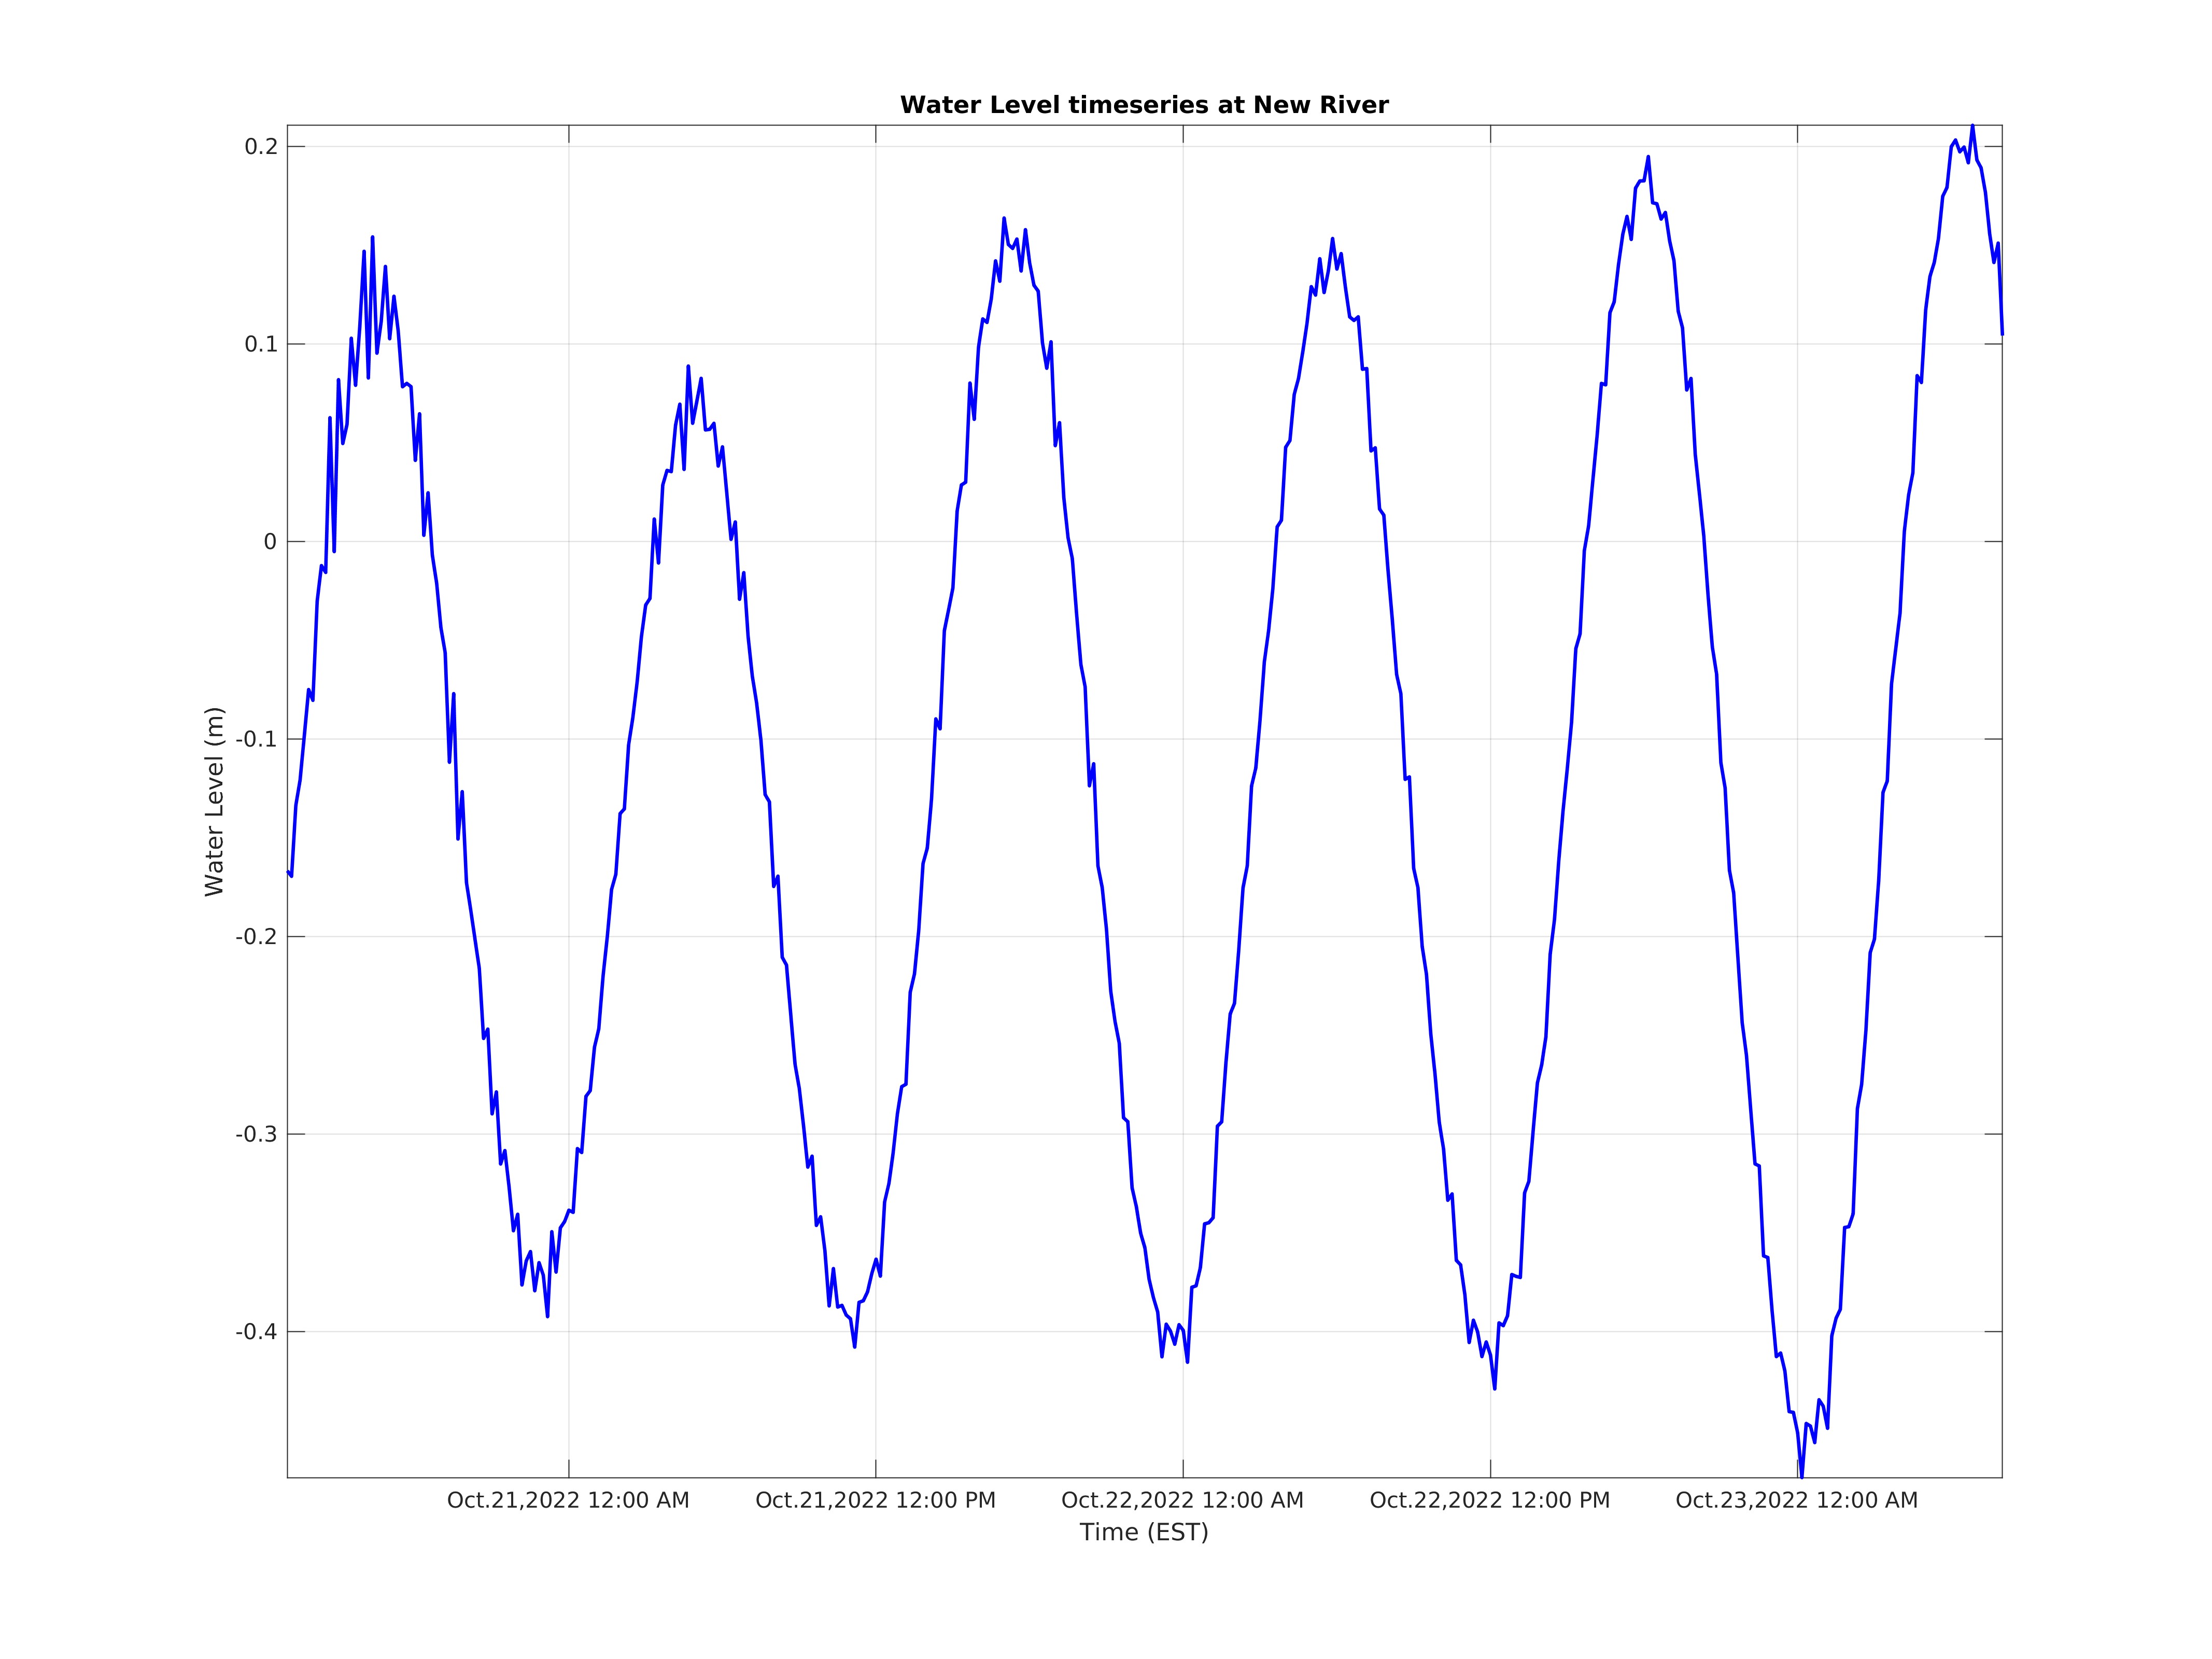 Water Level timeseries at New River
0.2
0.1
0
-0.1
-0.2
-0.3
-0.4
Water Level (m)
Oct.21,2022 12:00 AM
Oct.21,2022 12:00 PM
Oct.22,2022 12:00 AM
Oct.22,2022 12:00 PM
Oct.23,2022 12:00 AM
Time (EST)